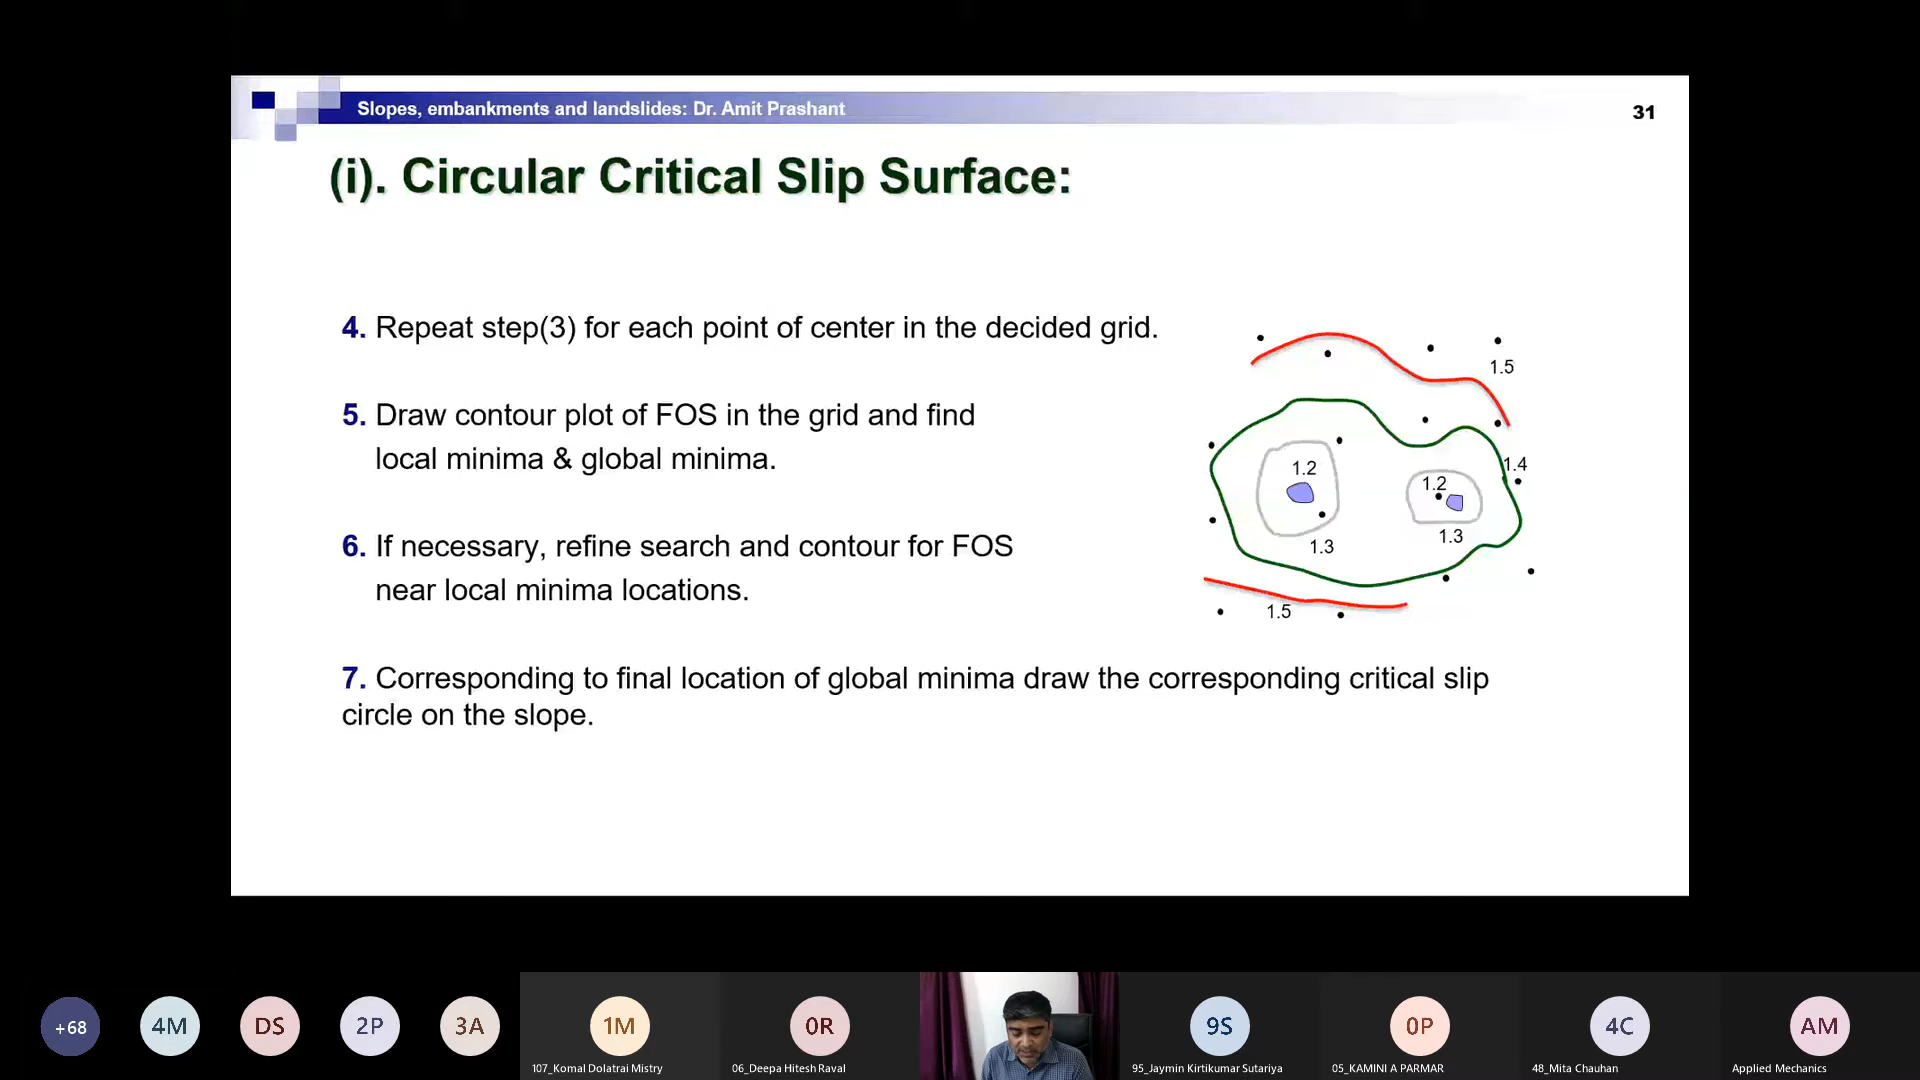 Slopes, embankments and landslides: Dr. Amit Prashant
31
(i). Circular Critical Slip Surface:
4. Repeat step(3) for each point of center in the decided grid.
5. Draw contour plot of FOS in the grid and find
local minima & global minima.
6. If necessary, refine search and contour for FOS
near local minima locations.
7. Corresponding to final location of global minima draw the corresponding critical slip
circle on the slope.
1.5
1.4
1.2
1.2
1.3
1.3
1.5
+68
4M
DS
2P
3A
1M
107_Komal Dolatrai Mistry
0R
06_Deepa Hitesh Raval
9S
95_Jaymin Kirtikumar Sutariya
0P
05_KAMINI A PARMAR
4C
48_Mita Chauhan
AM
Applied Mechanics